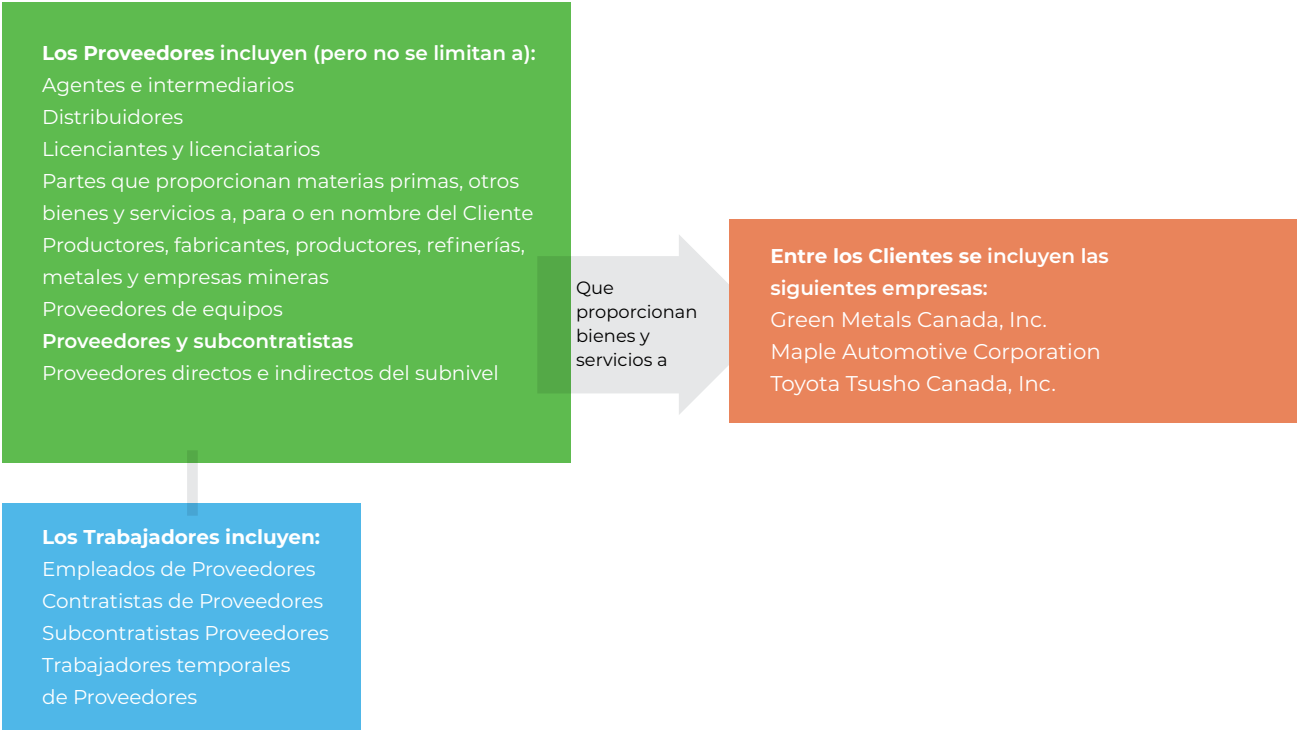 Los Proveedores incluyen (pero no se limitan a):
Agentes e intermediarios
Distribuidores
Licenciantes y licenciatarios
Partes que proporcionan materias primas, otros
bienes y servicios a, para o en nombre del Cliente
Productores, fabricantes, productores, refinerías,
metales y empresas mineras
Proveedores de equipos
Proveedores y subcontratistas
Proveedores directos e indirectos del subnivel
Que
proporcionan
bienes y
servicios a
Entre los Clientes se incluyen las
siguientes empresas:
Green Metals Canada, Inc.
Maple Automotive Corporation
Toyota Tsusho Canada, Inc.
Los Trabajadores incluyen:
Empleados de Proveedores
Contratistas de Proveedores
Subcontratistas Proveedores
Trabajadores temporales
de Proveedores